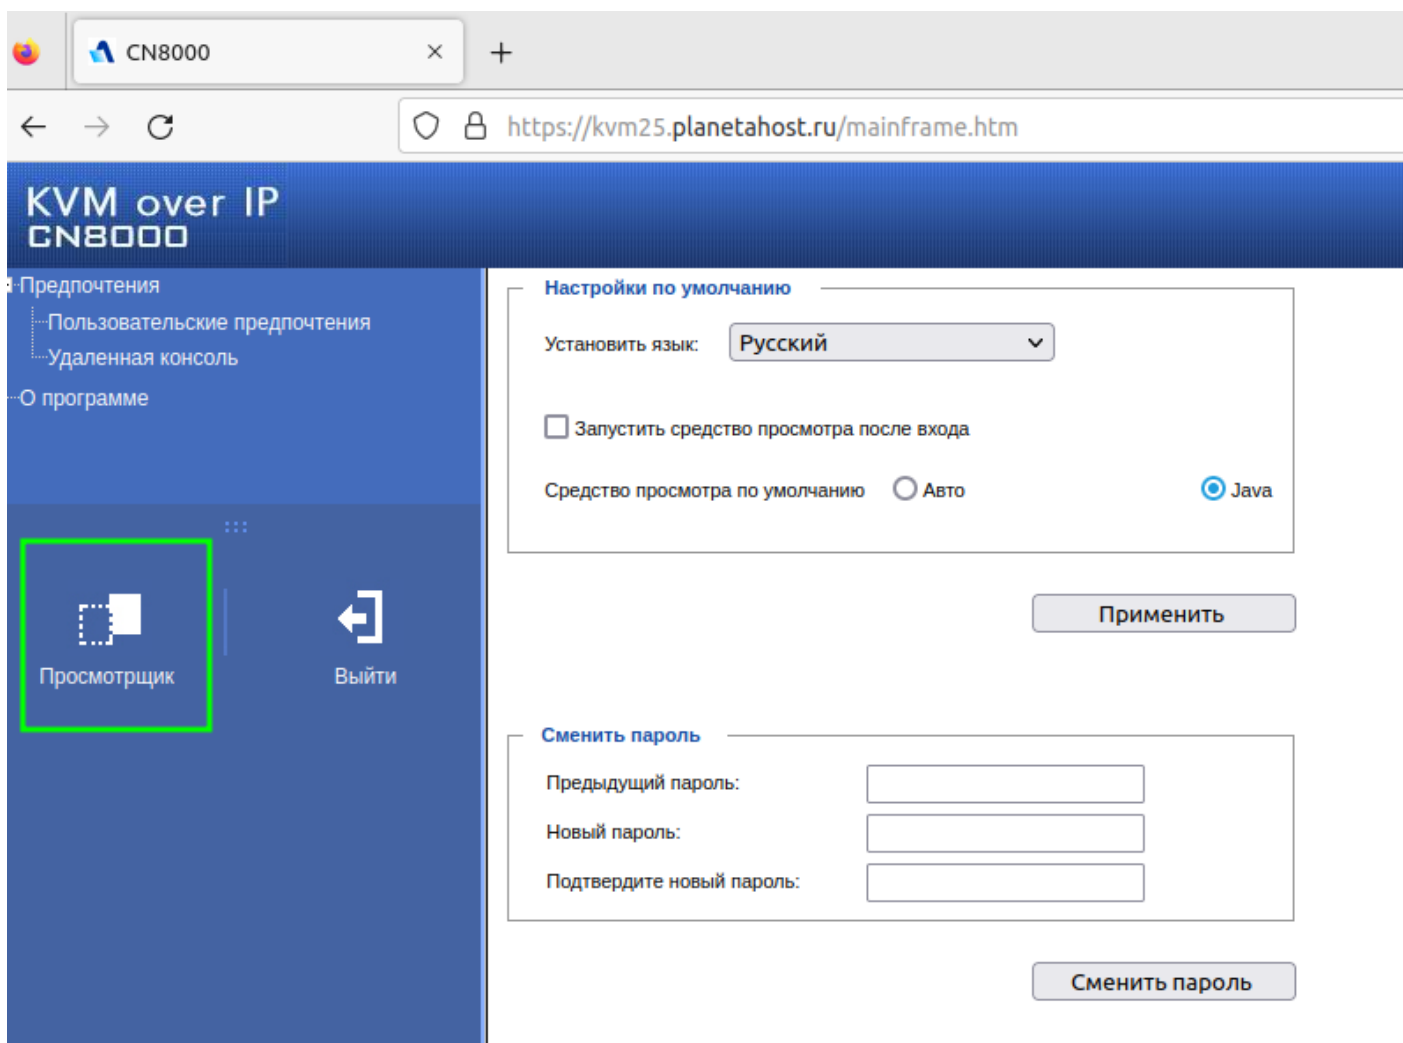 CN8000
https://kvm25.planetahost.ru/mainframe.htm
KVM over IP
CN8000
Предпочтения
Пользовательские предпочтения
Удаленная консоль
О программе
Просмотрщик
Выйти
Настройки по умолчанию
Установить язык: Русский
Запустить средство просмотра после входа
Средство просмотра по умолчанию Авто Java
Применить
Сменить пароль
Предыдущий пароль:
Новый пароль:
Подтвердите новый пароль:
Сменить пароль